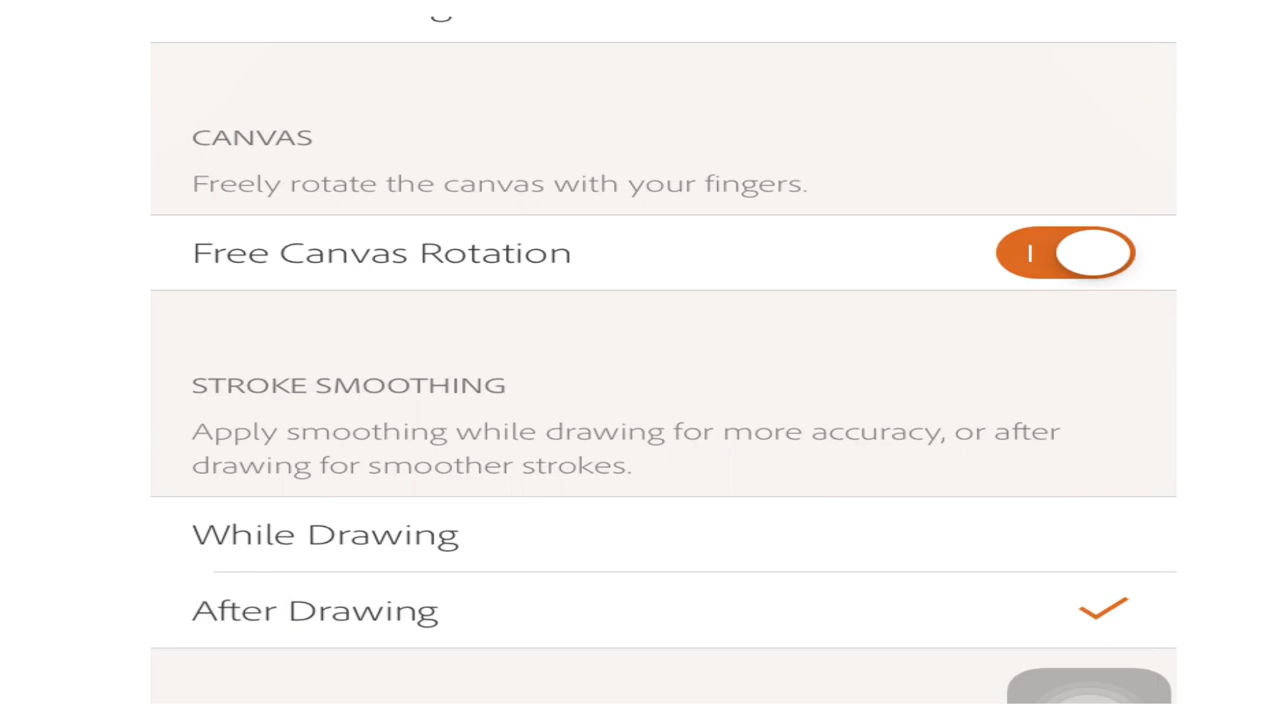 CANVAS
Freely rotate the canvas with your fingers.
Free Canvas Rotation
STROKE SMOOTHING
Apply smoothing while drawing for more accuracy, or after
drawing for smoother strokes.
While Drawing
After Drawing